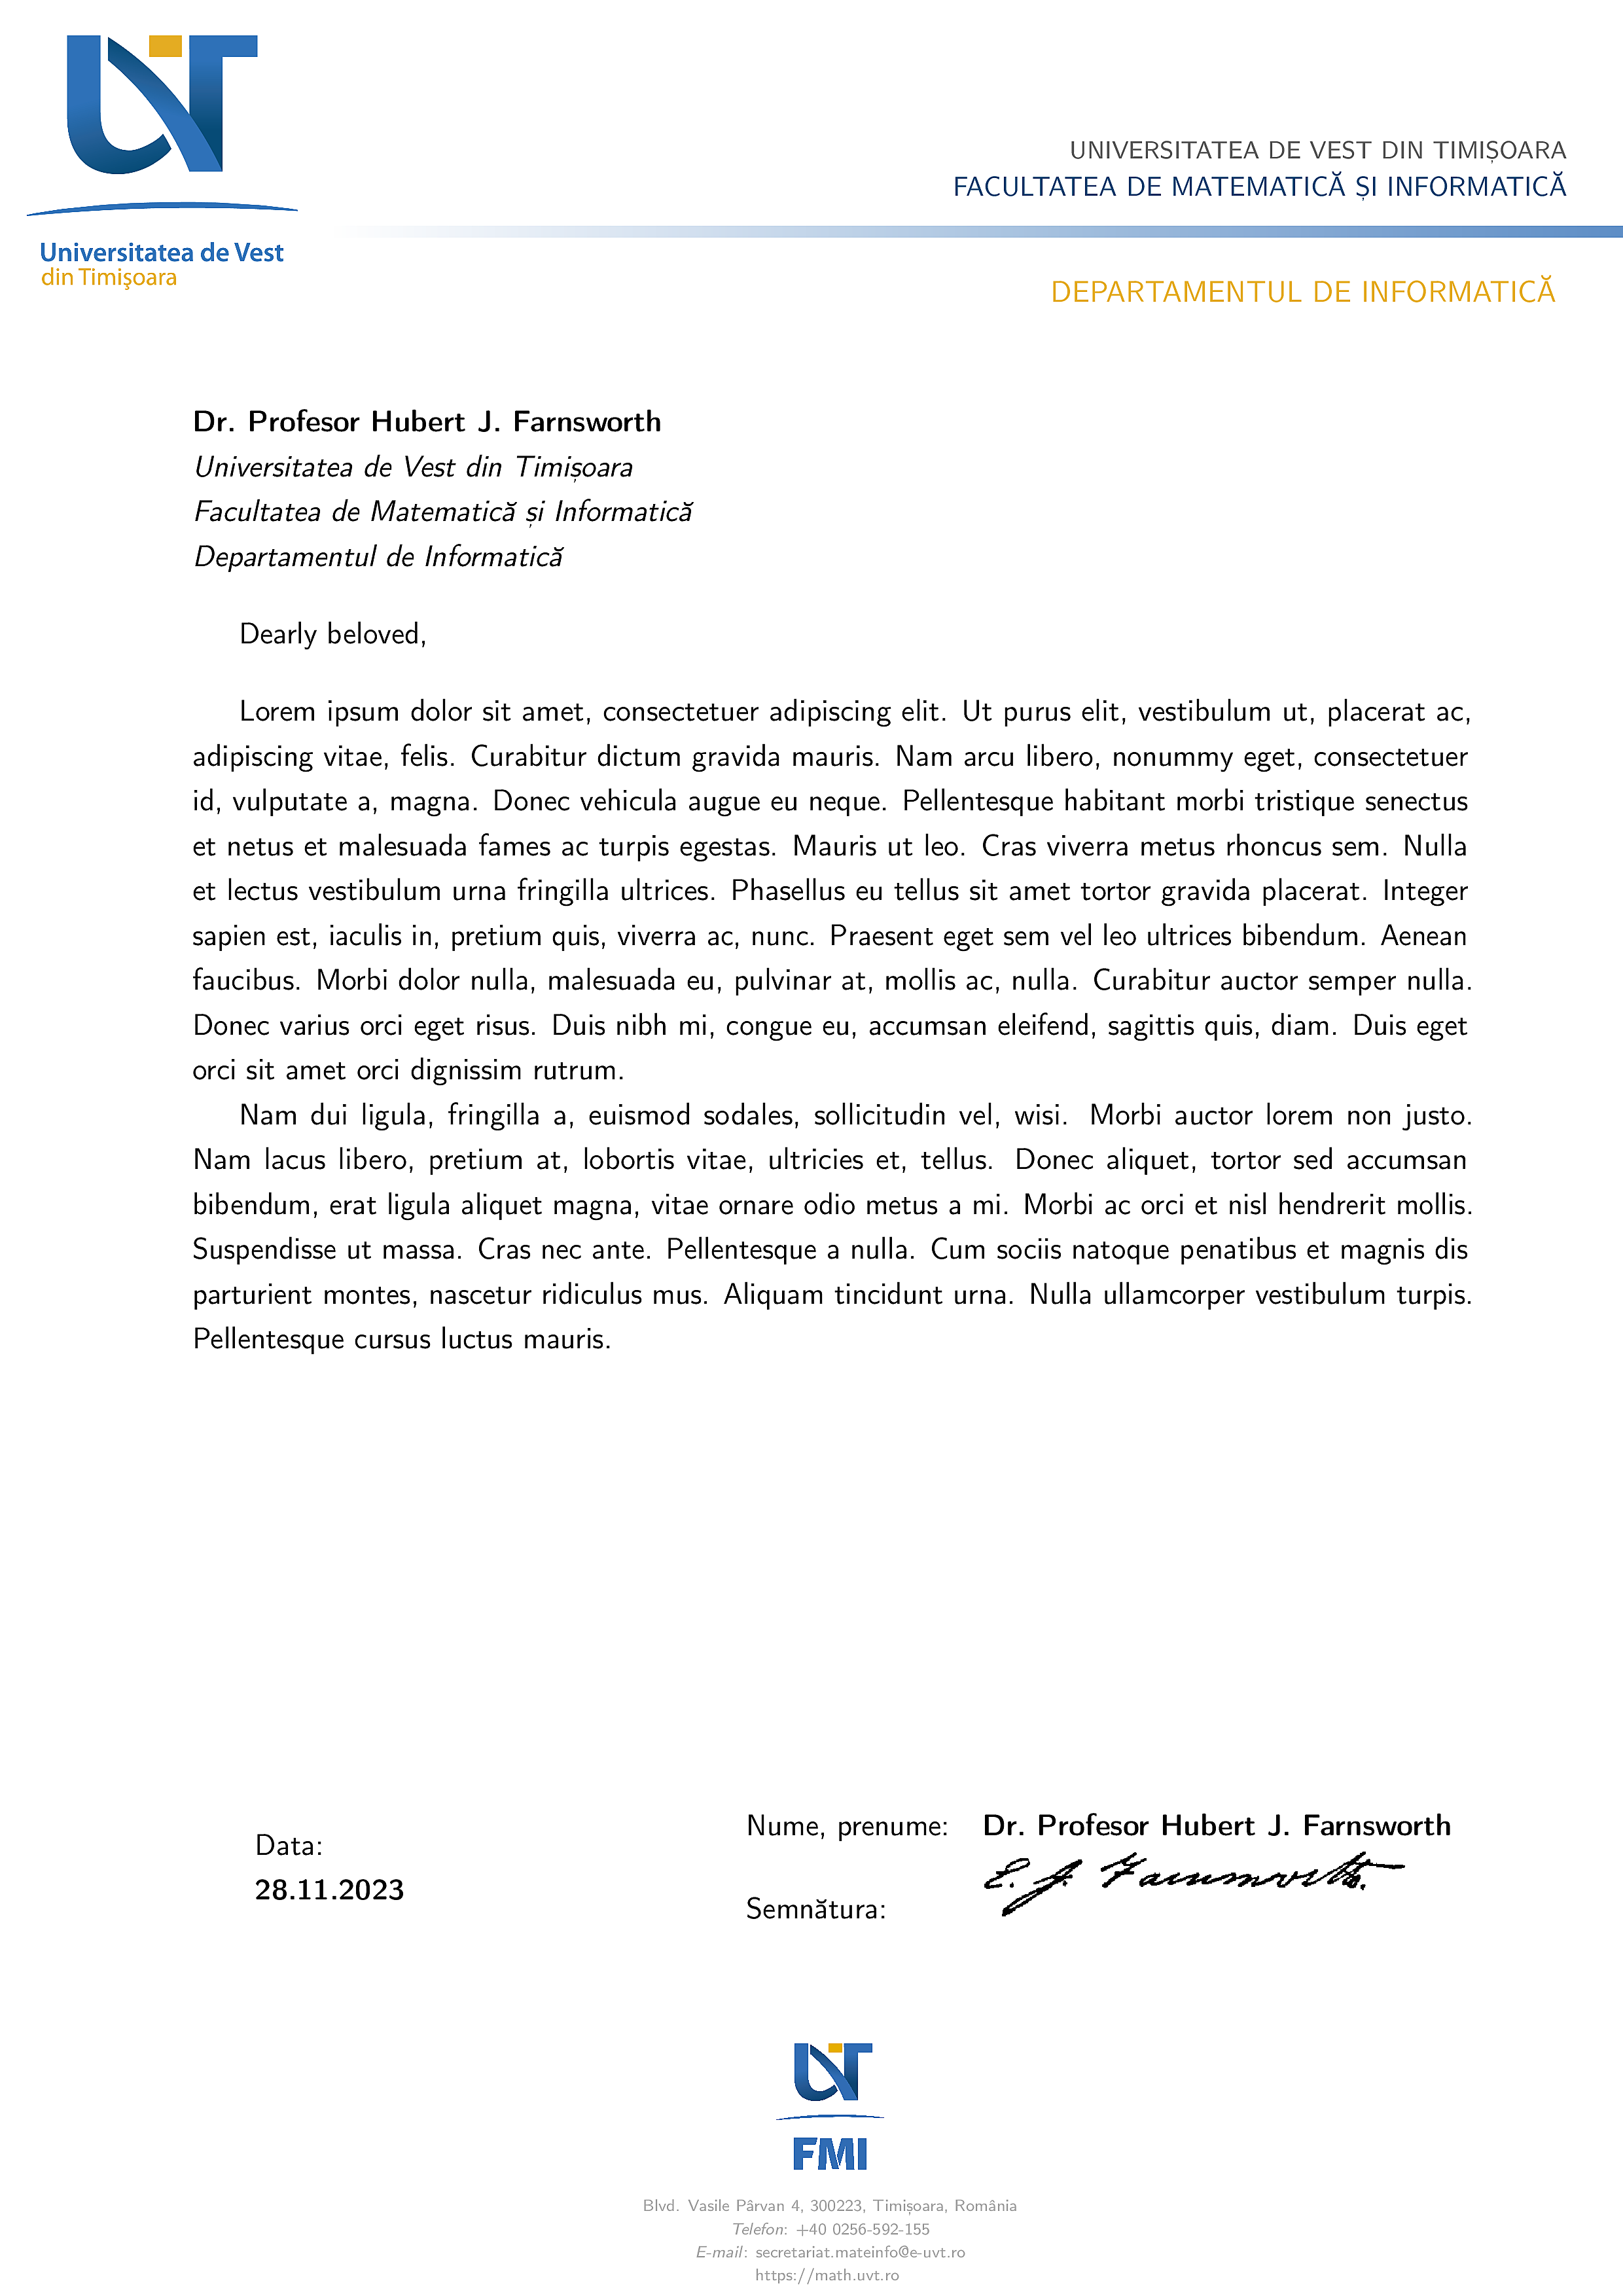 UNIVERSITATEA DE VEST DIN TIMIȘOARA
FACULTATEA DE MATEMATICĂ ȘI INFORMATICĂ
Universitatea de Vest
din Timişoara
DEPARTAMENTUL DE INFORMATICĂ
Dr. Profesor Hubert J. Farnsworth
Universitatea de Vest din Timișoara
Facultatea de Matematică și Informatică
Departamentul de Informatică
Dearly beloved,
Lorem ipsum dolor sit amet, consectetuer adipiscing elit. Ut purus elit, vestibulum ut, placerat ac,
adipiscing vitae, felis. Curabitur dictum gravida mauris. Nam arcu libero, nonummy eget, consectetuer
id, vulputate a, magna. Donec vehicula augue eu neque. Pellentesque habitant morbi tristique senectus
et netus et malesuada fames ac turpis egestas. Mauris ut leo. Cras viverra metus rhoncus sem. Nulla
et lectus vestibulum urna fringilla ultrices. Phasellus eu tellus sit amet tortor gravida placerat. Integer
sapien est, iaculis in, pretium quis, viverra ac, nunc. Praesent eget sem vel leo ultrices bibendum. Aenean
faucibus. Morbi dolor nulla, malesuada eu, pulvinar at, mollis ac, nulla. Curabitur auctor semper nulla.
Donec varius orci eget risus. Duis nibh mi, congue eu, accumsan eleifend, sagittis quis, diam. Duis eget
orci sit amet orci dignissim rutrum.
Nam dui ligula, fringilla a, euismod sodales, sollicitudin vel, wisi. Morbi auctor lorem non justo.
Nam lacus libero, pretium at, lobortis vitae, ultricies et, tellus. Donec aliquet, tortor sed accumsan
bibendum, erat ligula aliquet magna, vitae ornare odio metus a mi. Morbi ac orci et nisl hendrerit mollis.
Suspendisse ut massa. Cras nec ante. Pellentesque a nulla. Cum sociis natoque penatibus et magnis dis
parturient montes, nascetur ridiculus mus. Aliquam tincidunt urna. Nulla ullamcorper vestibulum turpis.
Pellentesque cursus luctus mauris.
Data:
28.11.2023
Nume, prenume: Dr. Profesor Hubert J. Farnsworth
Semnătura:
FMI
Blvd. Vasile Pârvan 4, 300223, Timișoara, România
Telefon: +40 0256-592-155
E-mail: secretariat.mateinfo@e-uvt.ro
https://math.uvt.ro